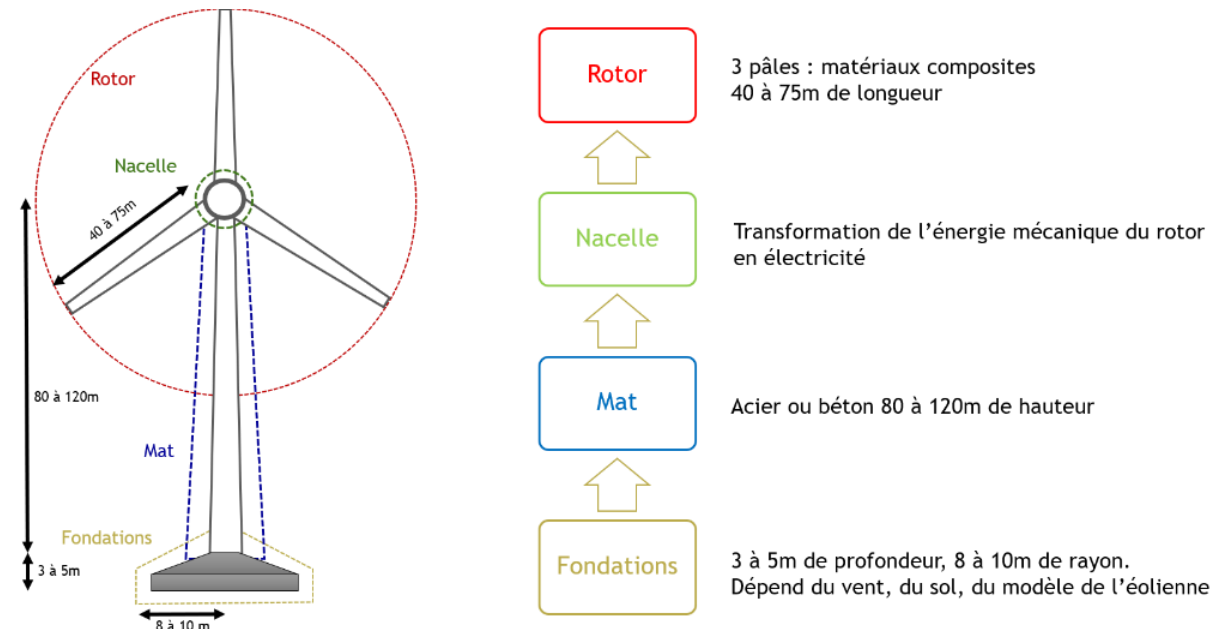 Rotor
Nacelle
40 à 75m
80 à 120m
Mat
Fondations
3 à 5m
8 à 10 m
Rotor
3 pâles : matériaux composites
40 à 75m de longueur
Nacelle
Transformation de l'énergie mécanique du rotor
en électricité
Mat
Acier ou béton 80 à 120m de hauteur
Fondations
3 à 5m de profondeur, 8 à 10m de rayon.
Dépend du vent, du sol, du modèle de l'éolienne